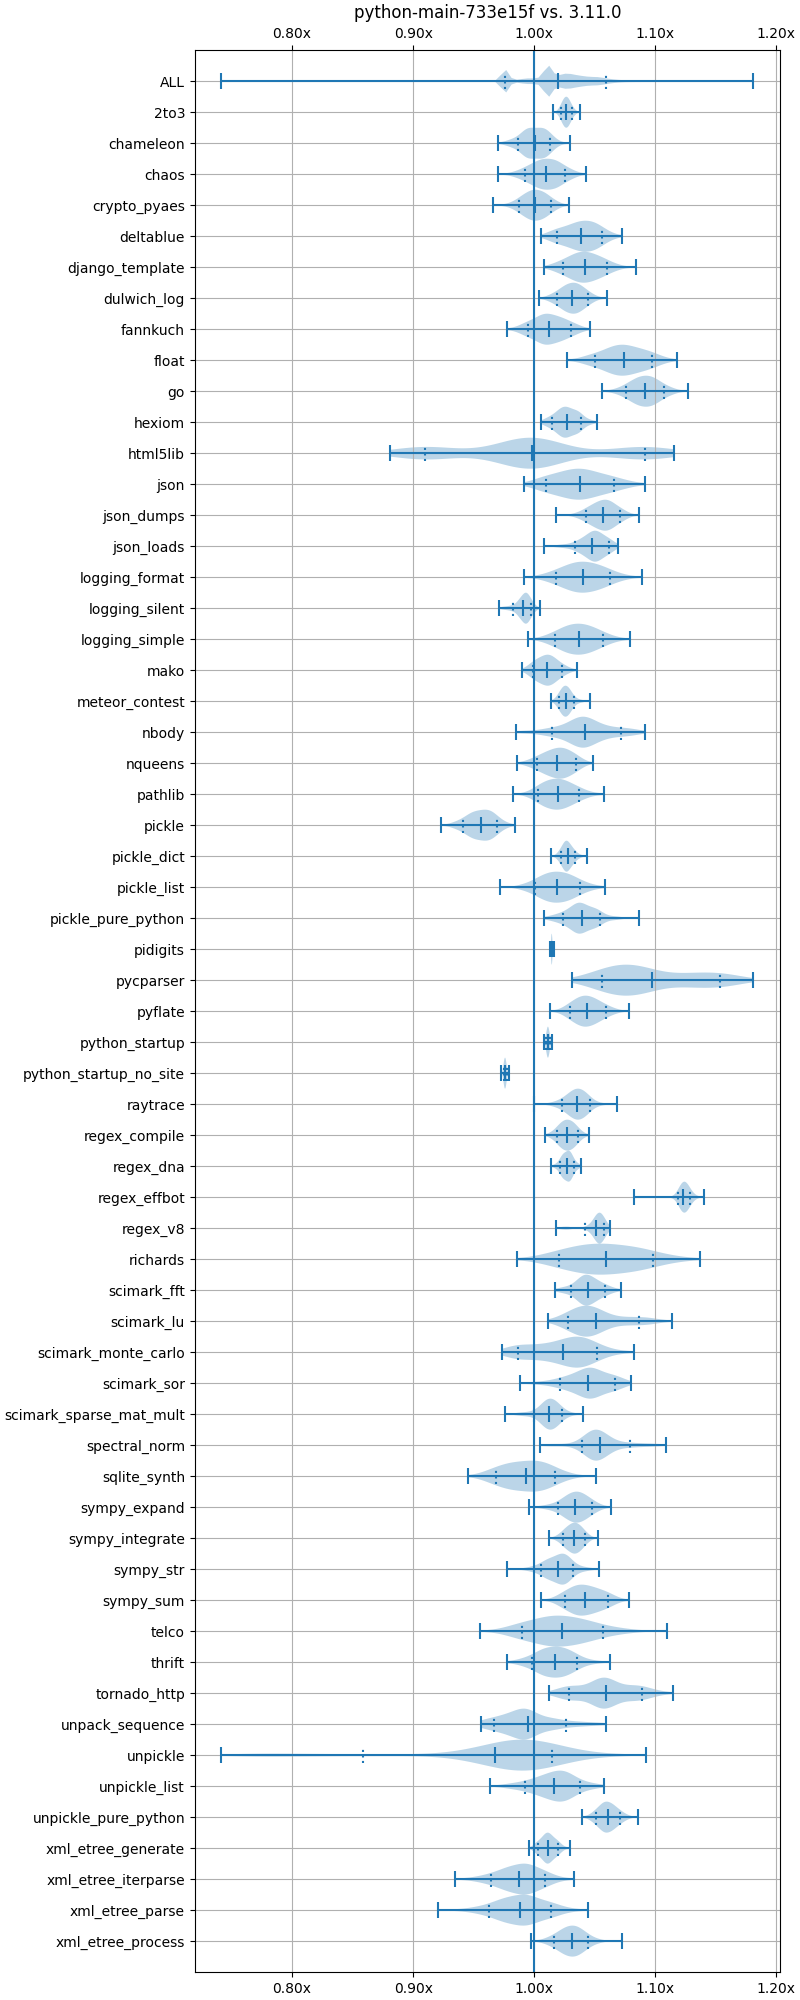 python-main-733e15f vs. 3.11.0
0.80x 0.90x 1.00x 1.10x 1.20x
ALL
2to3
chameleon
chaos
crypto_pyaes
deltablue
django_template
dulwich_log
fannkuch
float
go
hexiom
html5lib
json
json_dumps
json_loads
logging_format
logging_silent
logging_simple
mako
meteor_contest
nbody
nqueens
pathlib
pickle
pickle_dict
pickle_list
pickle_pure_python
pidigits
pycparser
pyflate
python_startup
python_startup_no_site
raytrace
regex_compile
regex_dna
regex_effbot
regex_v8
richards
scimark_fft
scimark_lu
scimark_monte_carlo
scimark_sor
scimark_sparse_mat_mult
spectral_norm
sqlite_synth
sympy_expand
sympy_integrate
sympy_str
sympy_sum
telco
thrift
tornado_http
unpack_sequence
unpickle
unpickle_list
unpickle_pure_python
xml_etree_generate
xml_etree_iterparse
xml_etree_parse
xml_etree_process
0.80x 0.90x 1.00x 1.10x 1.20x